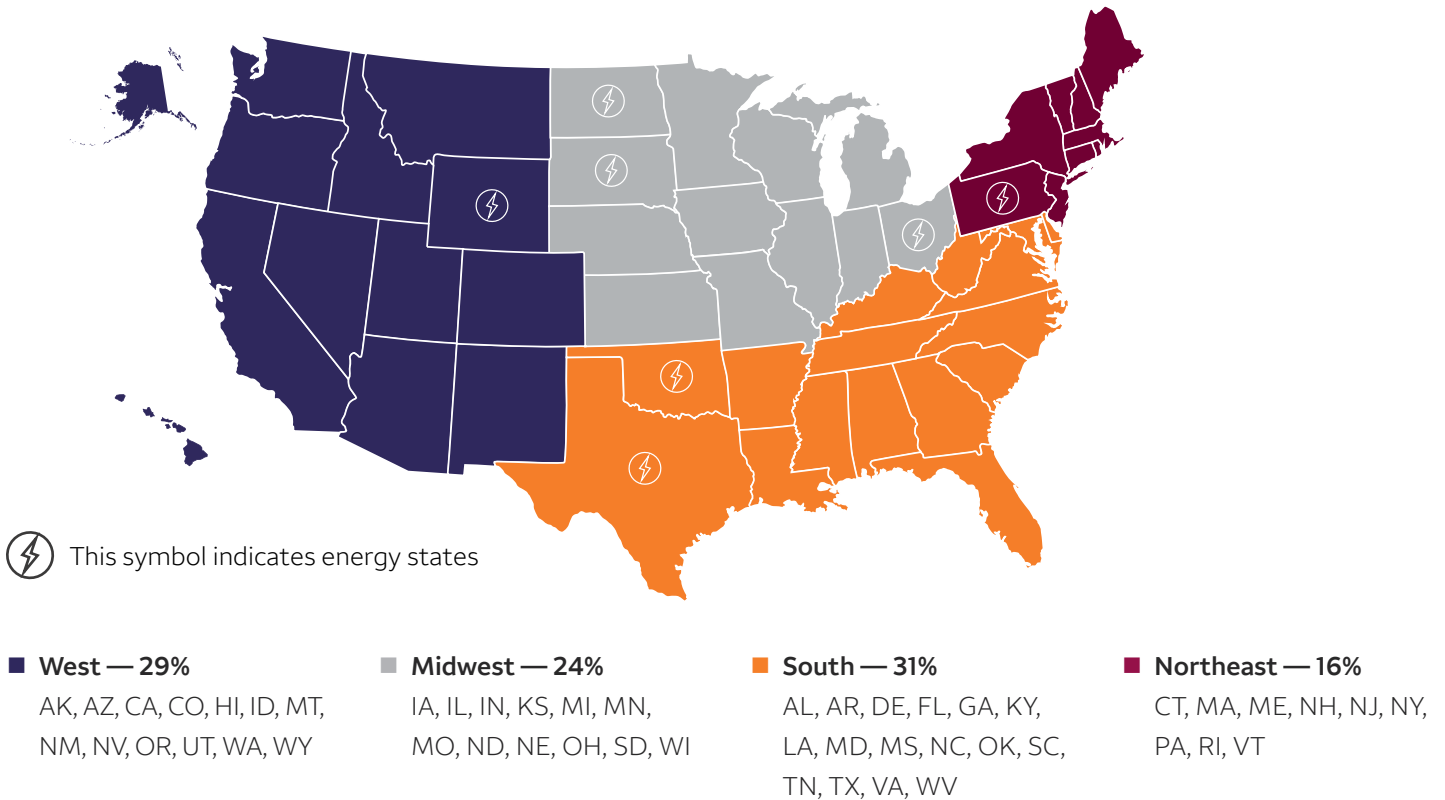 This symbol indicates energy states
West — 29%
AK, AZ, CA, CO, HI, ID, MT,
NM, NV, OR, UT, WA, WY
Midwest — 24%
IA, IL, IN, KS, MI, MN,
MO, ND, NE, OH, SD, WI
South — 31%
AL, AR, DE, FL, GA, KY,
LA, MD, MS, NC, OK, SC,
TN, TX, VA, WV
Northeast — 16%
CT, MA, ME, NH, NJ, NY,
PA, RI, VT